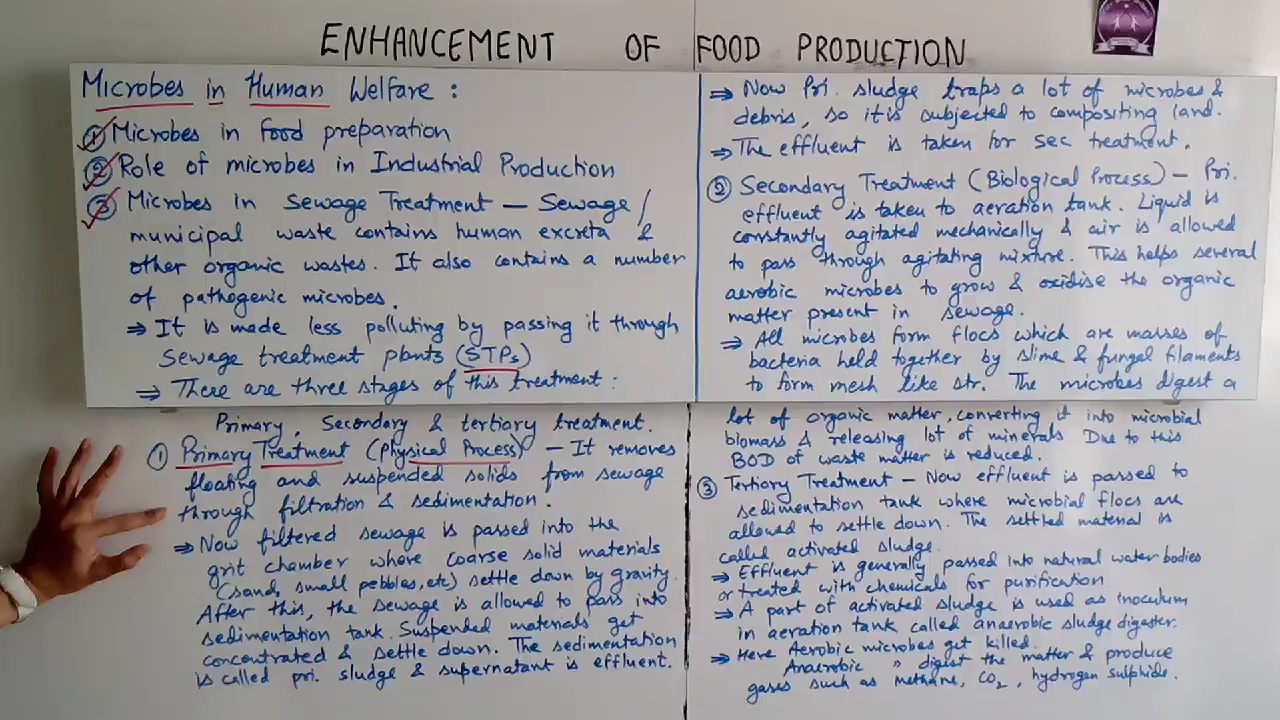 ENHANCEMENT OF FOOD PRODUCTION
Microbes in Human Welfare :
① Microbes in food preparation
② Role of microbes in Industrial Production
③ Microbes in Sewage Treatment — Sewage/
municipal waste contains human excreta &
other organic wastes. It also contains a number
of pathogenic microbes.
⇒ It is made less polluting by passing it through
Sewage treatment plants (STPs)
⇒ There are three stages of this treatment :
Primary, Secondary & tertiary treatment.
① Primary Treatment (Physical Process) — It removes
floating and suspended solids from sewage
through filtration & sedimentation.
⇒ Now filtered sewage is passed into the
grit chamber where coarse solid materials
(sand, small pebbles, etc) settle down by gravity.
After this, the sewage is allowed to pass into
sedimentation tank. Suspended materials get
concentrated & settle down. The sedimentation
is called pri. sludge & supernatant is effluent.
⇒ Now Pri. sludge traps a lot of microbes &
debris, so it is subjected to compositing land.
⇒ The effluent is taken for sec treatment.
② Secondary Treatment (Biological Process) — Pri.
effluent is taken to aeration tank. Liquid is
constantly agitated mechanically & air is allowed
to pass through agitating mixture. This helps several
aerobic microbes to grow & oxidise the organic
matter present in sewage.
⇒ All microbes form flocs which are masses of
bacteria held together by slime & fungal filaments
to form mesh like str. The microbes digest a
lot of organic matter, converting it into microbial
biomass & releasing lot of minerals. Due to this
BOD of waste matter is reduced.
③ Tertiary Treatment — Now effluent is passed to
sedimentation tank where microbial flocs are
allowed to settle down. The settled material is
called activated sludge.
⇒ Effluent is generally passed into natural water bodies
or treated with chemicals for purification
⇒ A part of activated sludge is used as inoculum
in aeration tank called anaerobic sludge digester.
⇒ Here Aerobic microbes get killed.
Anaerobic " digest the matter & produce
gases such as methane, CO2, hydrogen sulphide.